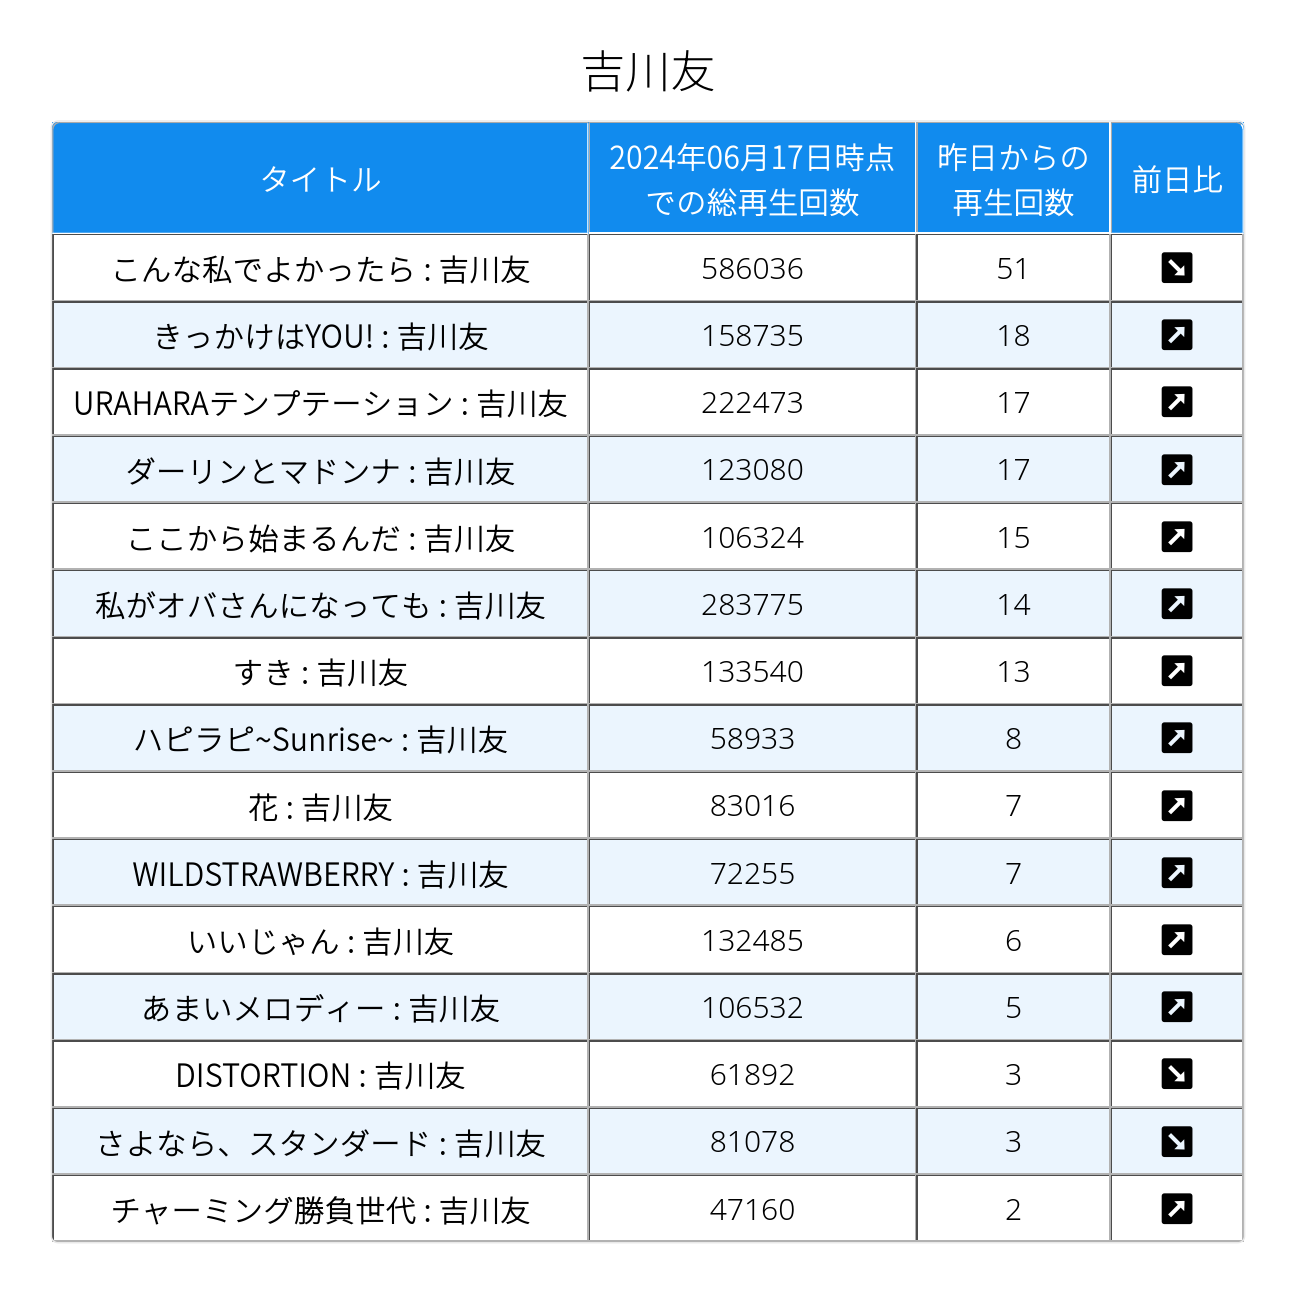 吉川友
タイトル 2024年06月17日時点での総再生回数 昨日からの再生回数 前日比
こんな私でよかったら : 吉川友 586036 51 ↘
きっかけはYOU! : 吉川友 158735 18 ↗
URAHARAテンプテーション : 吉川友 222473 17 ↗
ダーリンとマドンナ : 吉川友 123080 17 ↗
ここから始まるんだ : 吉川友 106324 15 ↗
私がオバさんになっても : 吉川友 283775 14 ↗
すき : 吉川友 133540 13 ↗
ハピラピ~Sunrise~ : 吉川友 58933 8 ↗
花 : 吉川友 83016 7 ↗
WILDSTRAWBERRY : 吉川友 72255 7 ↗
いいじゃん : 吉川友 132485 6 ↗
あまいメロディー : 吉川友 106532 5 ↗
DISTORTION : 吉川友 61892 3 ↘
さよなら、スタンダード : 吉川友 81078 3 ↘
チャーミング勝負世代 : 吉川友 47160 2 ↗